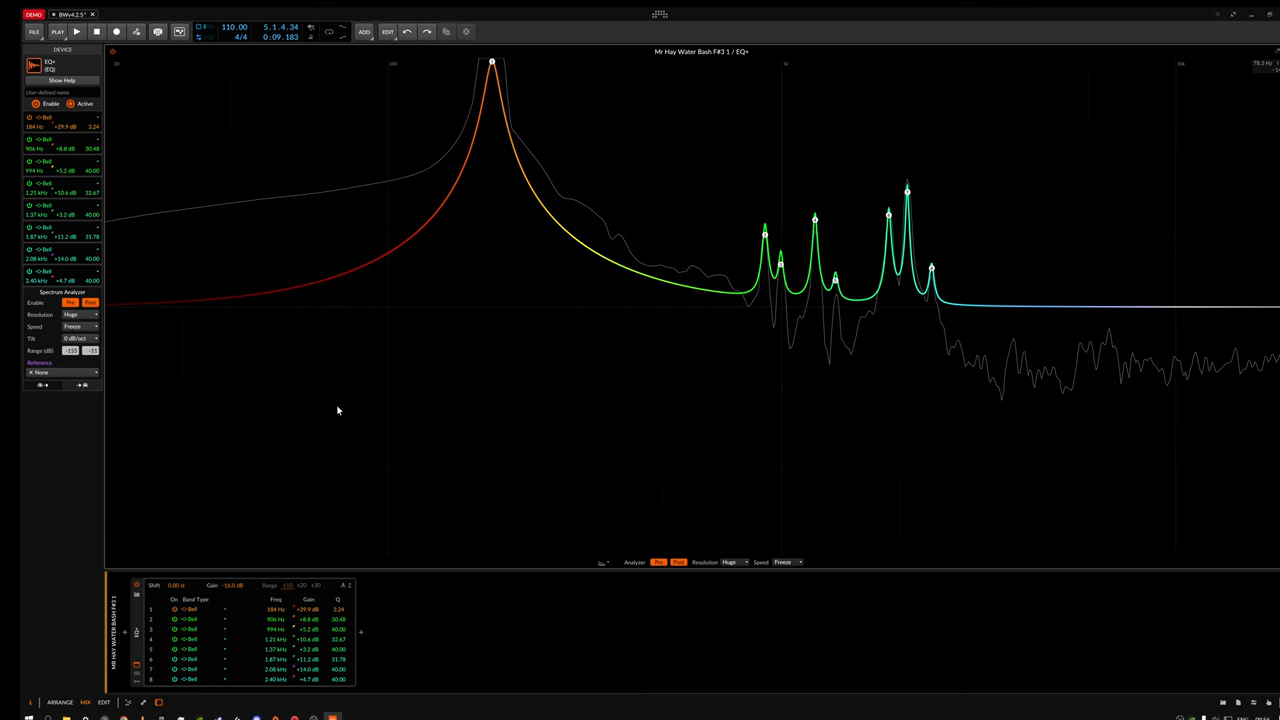 DEMO BWv4.2.5* ×
FILE PLAY 110.00 4/4 5.1.4.34 0:09.183 ADD EDIT
DEVICE
EQ+
(EQ)
Show Help
User-defined name
Enable Active
Bell
184 Hz +29.9 dB 3.24
Bell
906 Hz +8.8 dB 30.48
Bell
994 Hz +5.2 dB 40.00
Bell
1.21 kHz +10.6 dB 32.67
Bell
1.37 kHz +3.2 dB 40.00
Bell
1.87 kHz +11.2 dB 31.78
Bell
2.08 kHz +14.0 dB 40.00
Bell
2.40 kHz +4.7 dB 40.00
Spectrum Analyzer
Enable Pre Post
Resolution Huge
Speed Freeze
Tilt 0 dB/oct
Range (dB) -155 -11
Reference
× None
Mr Hay Water Bash F#3 1 / EQ+
20 100 1k 10k 78.3 Hz
Analyzer Pre Post Resolution Huge Speed Freeze
MR HAY WATER BASH F#3 1
EQ+
Shift 0.00 st Gain -16.0 dB Range ±10 ±20 ±30
On Band Type Freq Gain Q
1 Bell 184 Hz +29.9 dB 3.24
2 Bell 906 Hz +8.8 dB 30.48
3 Bell 994 Hz +5.2 dB 40.00
4 Bell 1.21 kHz +10.6 dB 32.67
5 Bell 1.37 kHz +3.2 dB 40.00
6 Bell 1.87 kHz +11.2 dB 31.78
7 Bell 2.08 kHz +14.0 dB 40.00
8 Bell 2.40 kHz +4.7 dB 40.00
ARRANGE MIX EDIT
ENG